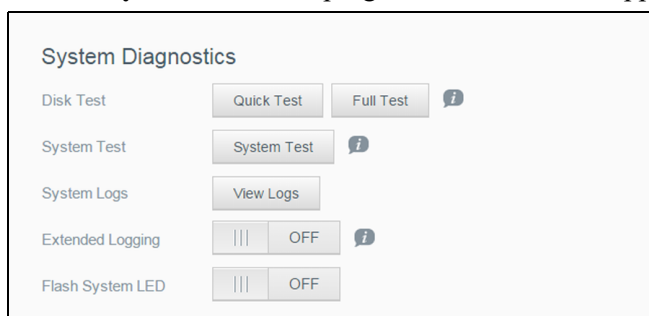 System Diagnostics
Disk Test Quick Test Full Test i
System Test System Test i
System Logs View Logs
Extended Logging OFF i
Flash System LED OFF